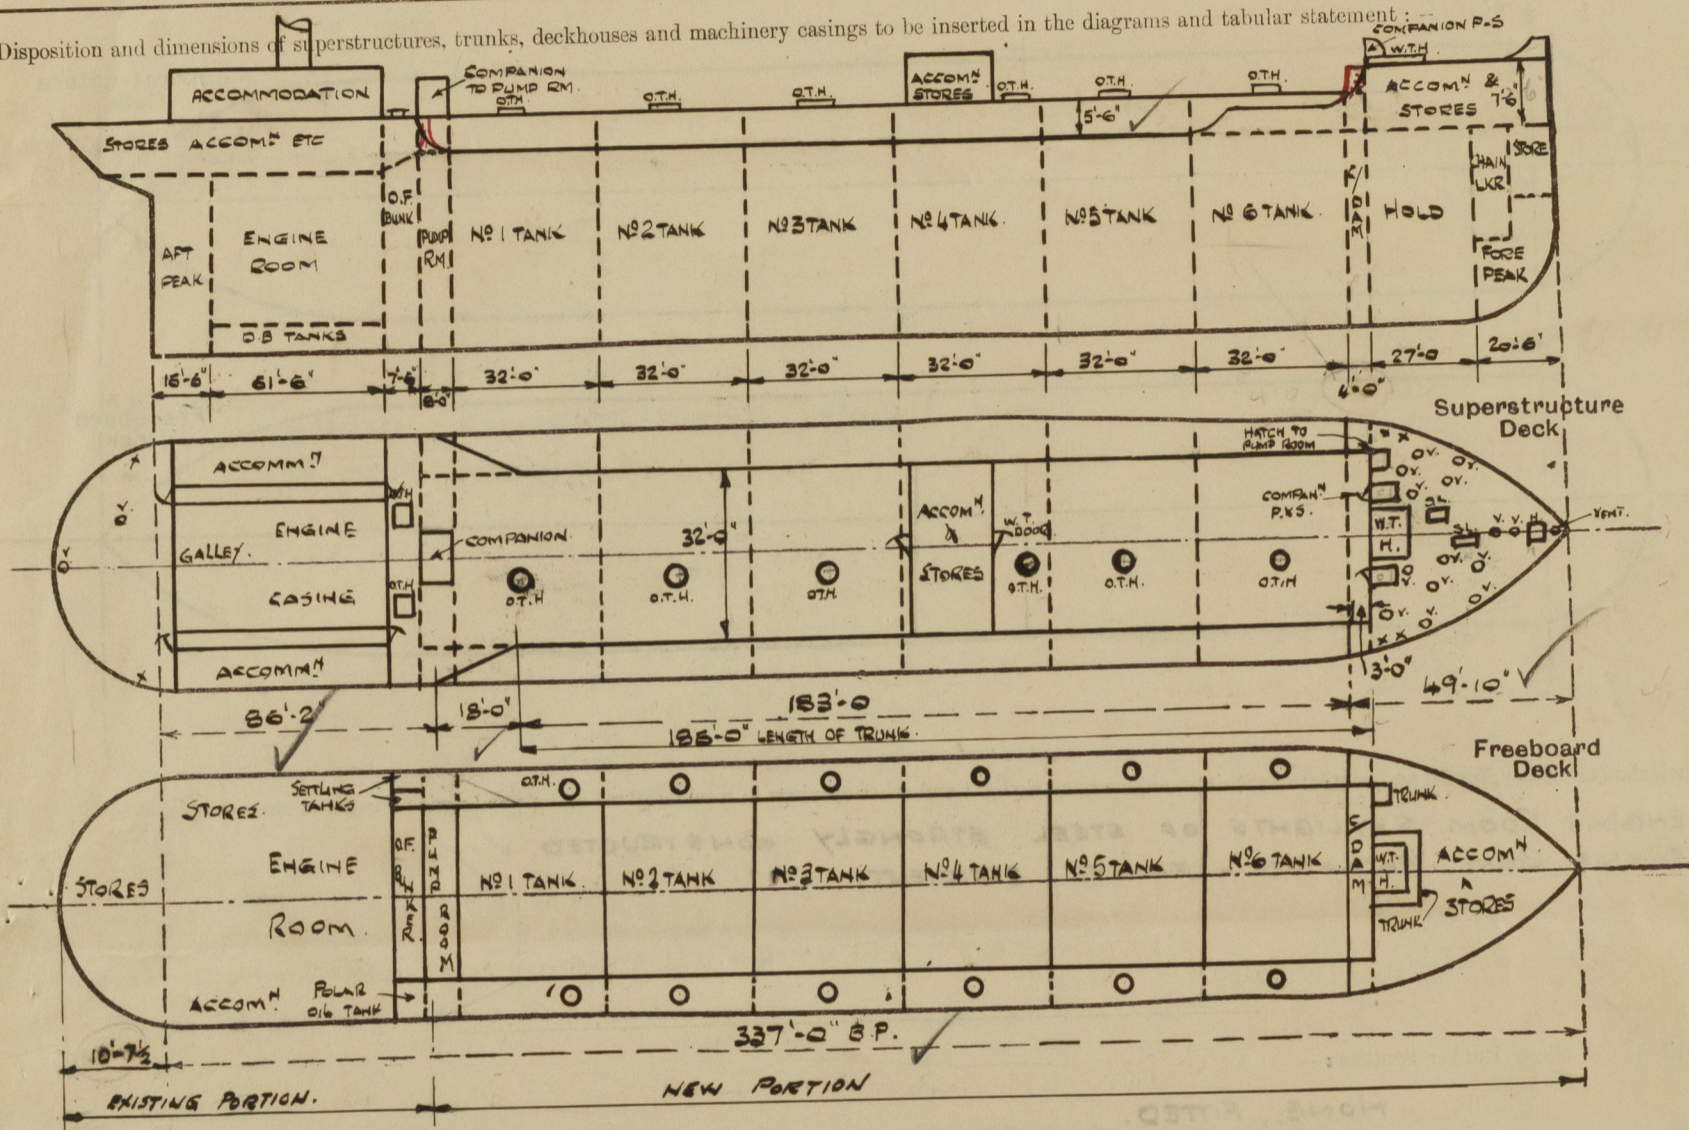 Disposition and dimensions of superstructures, trunks, deckhouses and machinery casings to be inserted in the diagrams and tabular statement :—
COMPANION P-S
W.T.H
ACCOMMODATION
COMPANION
TO PUMP RM.
O.T.H
O.T.H.
O.T.H.
ACCOMN
STORES
O.T.H.
O.T.H.
O.T.H.
ACCOMN &
STORES
7'-6"
STORES ACCOMN ETC
5'-6"
STORE
CHAIN
LKR
O.F.
BUNK
AFT
PEAK
ENGINE
ROOM
PUMP
RM.
No 1 TANK
No 2 TANK
No 3 TANK
No 4 TANK.
No 5 TANK
No 6 TANK.
C/DAM
HOLD
FORE
PEAK
D.B TANKS
61'-6"
7'-6"
8'-0"
32'-0"
32'-0"
32'-0"
32'-0"
32'-0"
32'-0"
4'-0"
27'-0
20'-6"
Superstructure
Deck
HATCH TO
PUMP ROOM
ACCOMMN
O.T.H
ENGINE
GALLEY.
CASING
O.T.H
ACCOMMN
COMPANION.
O.T.H
O.T.H.
O.T.H.
32'-0"
ACCOMN
&
STORES
W.T.
DOOR
O.T.H.
O.T.H.
O.T.H
COMPANN
P.&S.
W.T.
H.
VENT.
3'-0"
86'-2"
18'-0"
183'-0
49'-10"
186'-0" LENGTH OF TRUNK.
Freeboard
Deck
SETTLING
TANKS
STORES.
O.T.H.
TRUNK
STORES
ENGINE
ROOM.
O.F. BUNKER.
PUMP ROOM
No 1 TANK.
No 2 TANK
No 3 TANK
No 4 TANK
No 5 TANK
No 6 TANK
C/DAM
W.T.
H.
ACCOMN
&
STORES
TRUNK
ACCOMN
POLAR
OIL TANK
337'-0" B.P.
10'-7½
EXISTING PORTION.
NEW PORTION